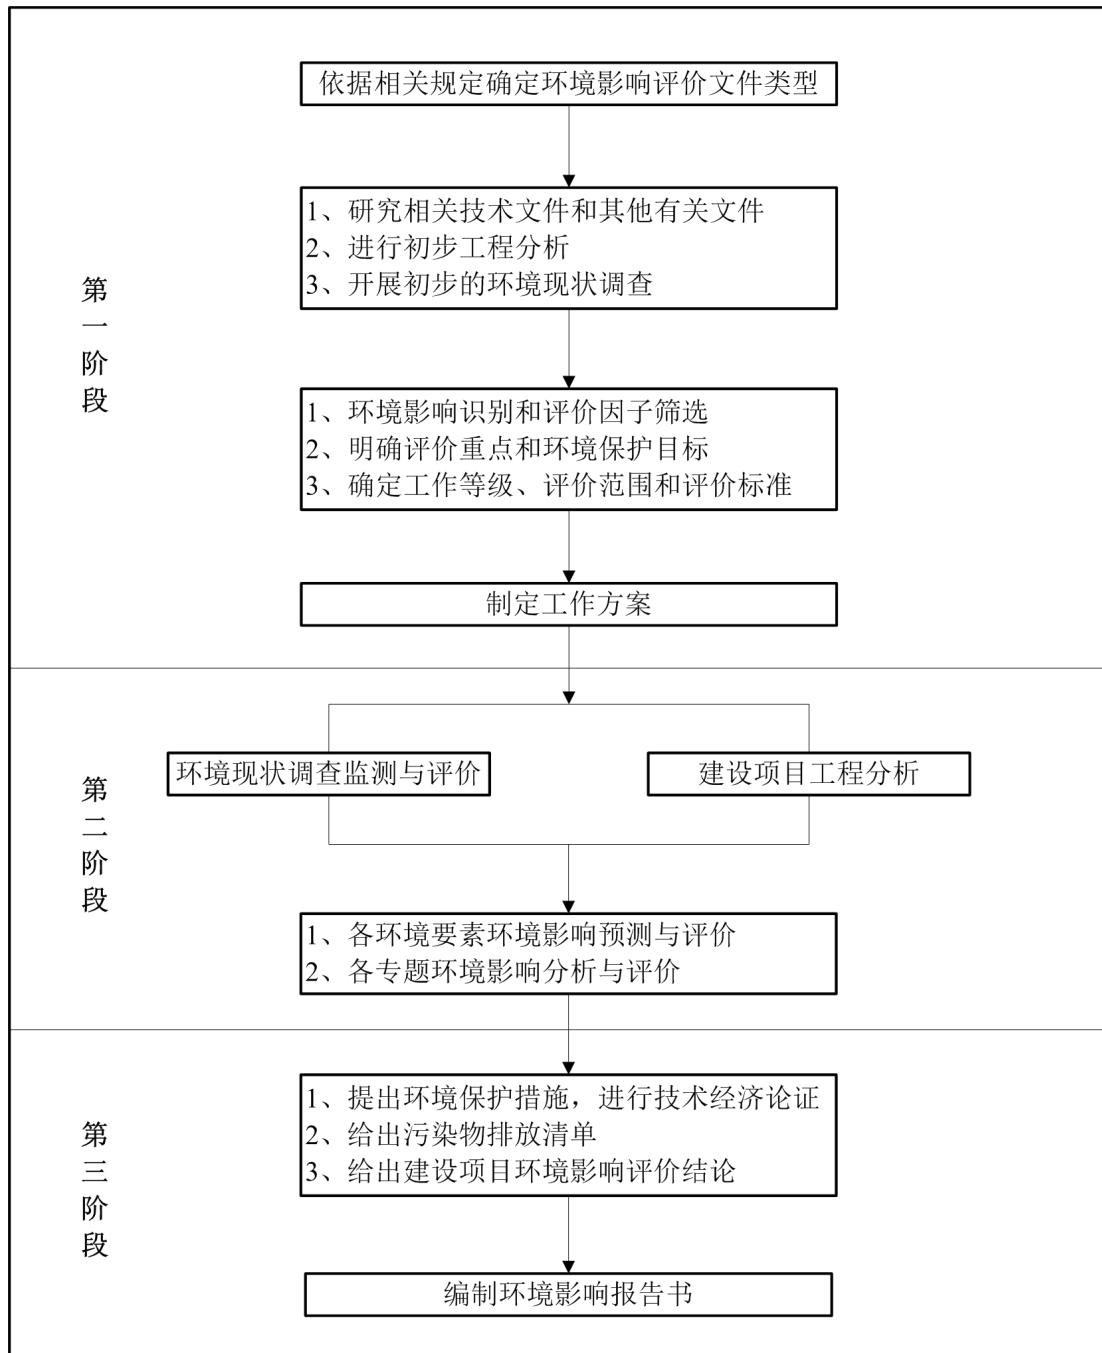 依据相关规定确定环境影响评价文件类型
1、研究相关技术文件和其他有关文件
2、进行初步工程分析
3、开展初步的环境现状调查
第一阶段
1、环境影响识别和评价因子筛选
2、明确评价重点和环境保护目标
3、确定工作等级、评价范围和评价标准
制定工作方案
环境现状调查监测与评价
建设项目工程分析
第二阶段
1、各环境要素环境影响预测与评价
2、各专题环境影响分析与评价
1、提出环境保护措施，进行技术经济论证
2、给出污染物排放清单
3、给出建设项目环境影响评价结论
第三阶段
编制环境影响报告书